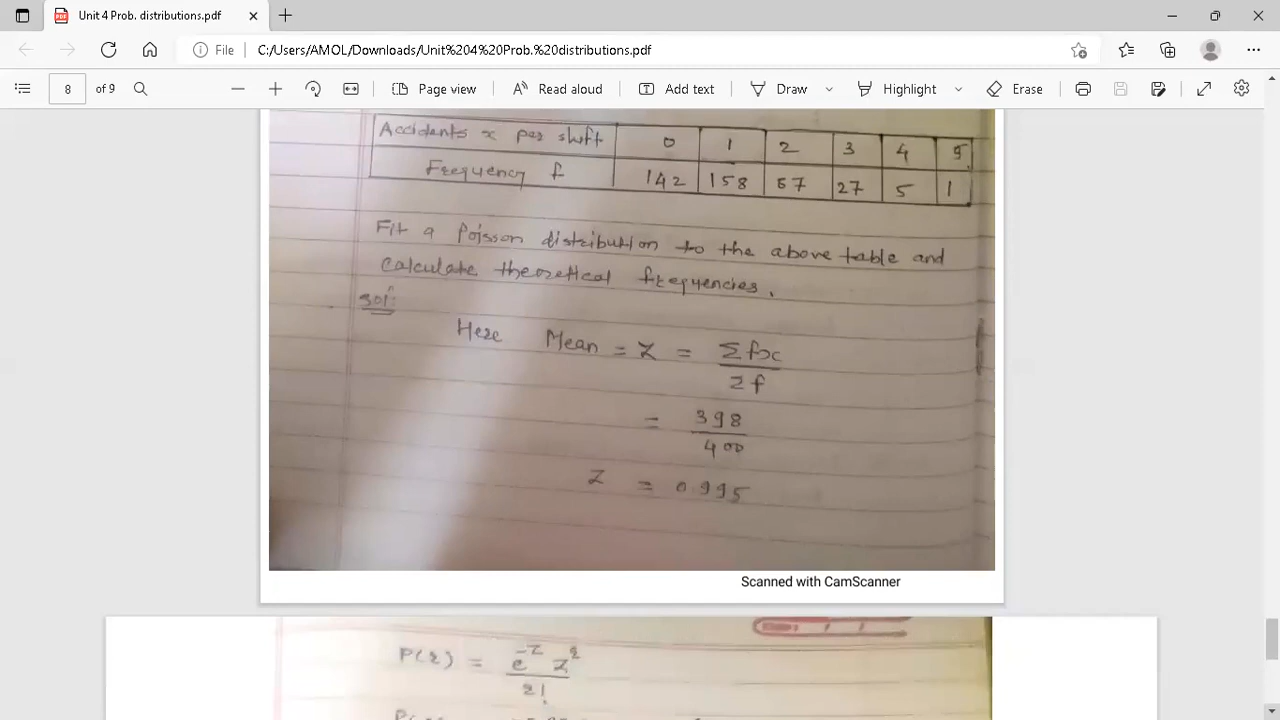 Unit 4 Prob. distributions.pdf
File C:/Users/AMOL/Downloads/Unit%204%20Prob.%20distributions.pdf
8 of 9 Page view Read aloud Add text Draw Highlight Erase
Accidents x per shift 0 1 2 3 4 5
Frequency f 142 158 67 27 5 1
Fit a Poisson distribution to the above table and
calculate theoretical frequencies.
Solⁿ:
Here Mean = Z = Σfx
Σf
= 398
400
Z = 0.995
Scanned with CamScanner
P(r) = e^-Z Z^r
r!